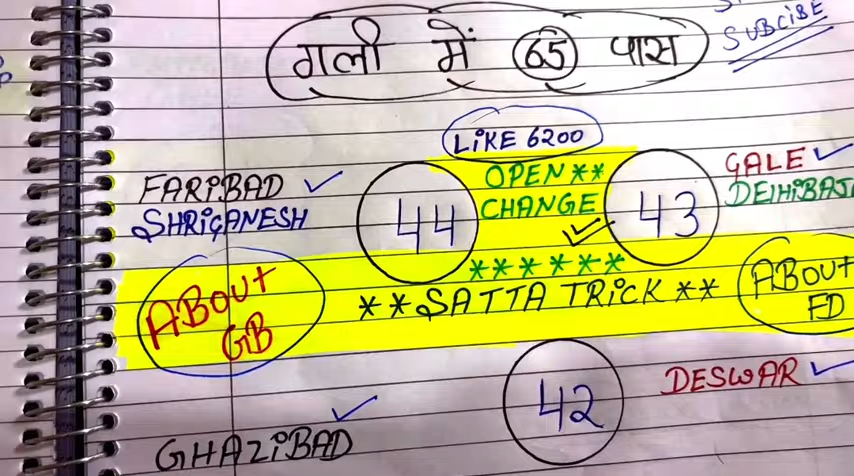 गली में 65 पास
SUBCIBE
LIKE 6200
FARIBAD
SHRIGANESH
44
OPEN **
CHANGE
******
43
GALE
DEIHIBAJ
ABOUT
GB
**SATTA TRICK**
ABOUT
FD
42
DESWAR
GHAZIBAD